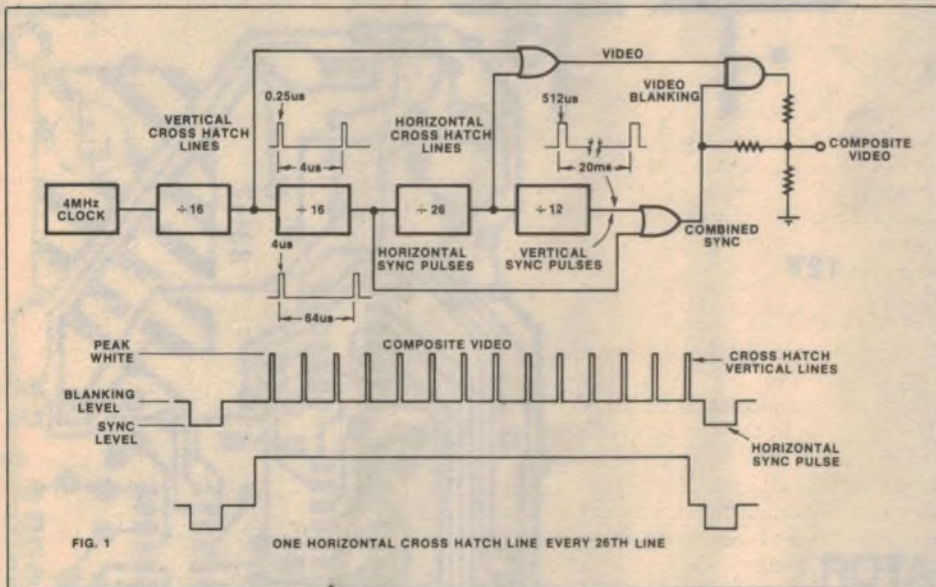 VIDEO
0.25us
VERTICAL
CROSS HATCH
LINES
4us
HORIZONTAL
CROSS HATCH
LINES
512us
20ms
VIDEO
BLANKING
COMPOSITE
VIDEO
4MHz
CLOCK
÷16
÷16
÷26
÷12
HORIZONTAL
SYNC PULSES
VERTICAL
SYNC PULSES
COMBINED
SYNC
4us
64us
PEAK
WHITE
COMPOSITE VIDEO
CROSS HATCH
VERTICAL LINES
BLANKING
LEVEL
SYNC
LEVEL
HORIZONTAL
SYNC PULSE
FIG. 1
ONE HORIZONTAL CROSS HATCH LINE EVERY 26TH LINE